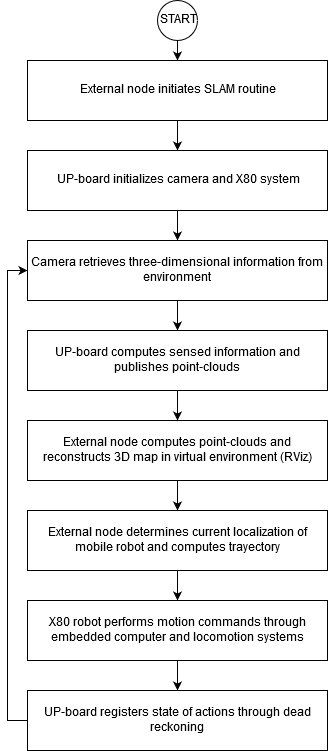 START
External node initiates SLAM routine
UP-board initializes camera and X80 system
Camera retrieves three-dimensional information from
environment
UP-board computes sensed information and
publishes point-clouds
External node computes point-clouds and
reconstructs 3D map in virtual environment (RViz)
External node determines current localization of
mobile robot and computes trayectory
X80 robot performs motion commands through
embedded computer and locomotion systems
UP-board registers state of actions through dead
reckoning